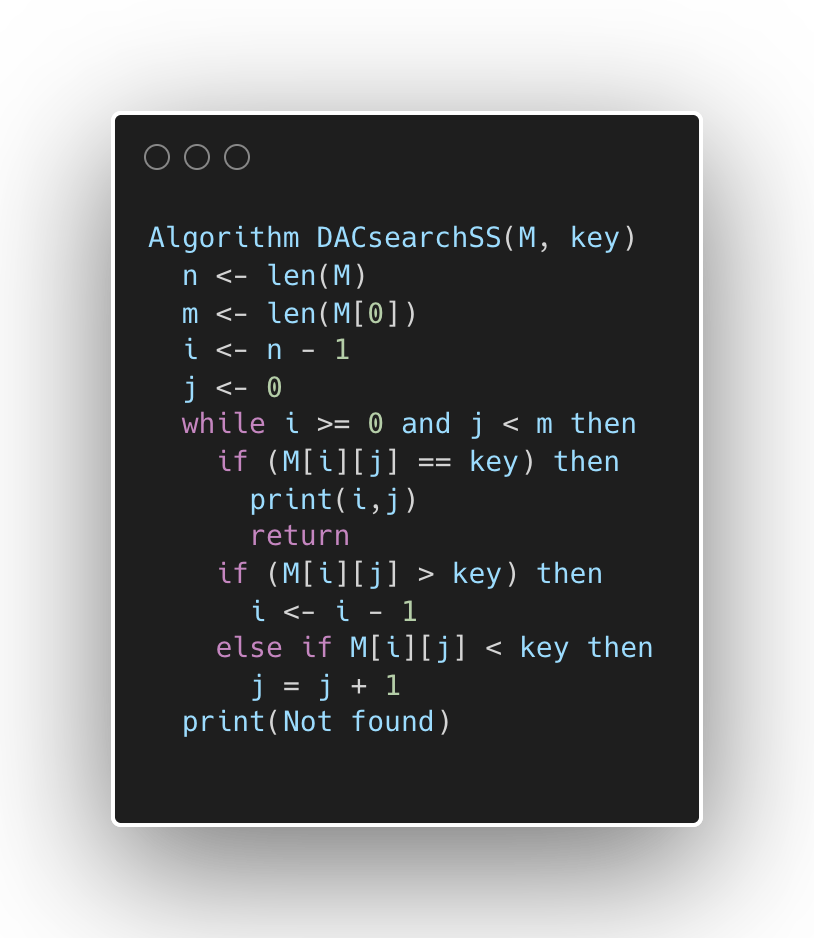 Algorithm DACsearchSS(M, key)
  n <- len(M)
  m <- len(M[0])
  i <- n - 1
  j <- 0
  while i >= 0 and j < m then
    if (M[i][j] == key) then
      print(i,j)
      return
    if (M[i][j] > key) then
      i <- i - 1
    else if M[i][j] < key then
      j = j + 1
  print(Not found)